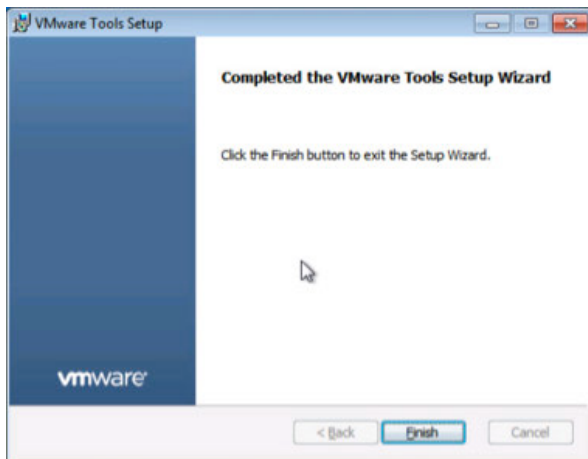 VMware Tools Setup
Completed the VMware Tools Setup Wizard
Click the Finish button to exit the Setup Wizard.
vmware
< Back Finish Cancel